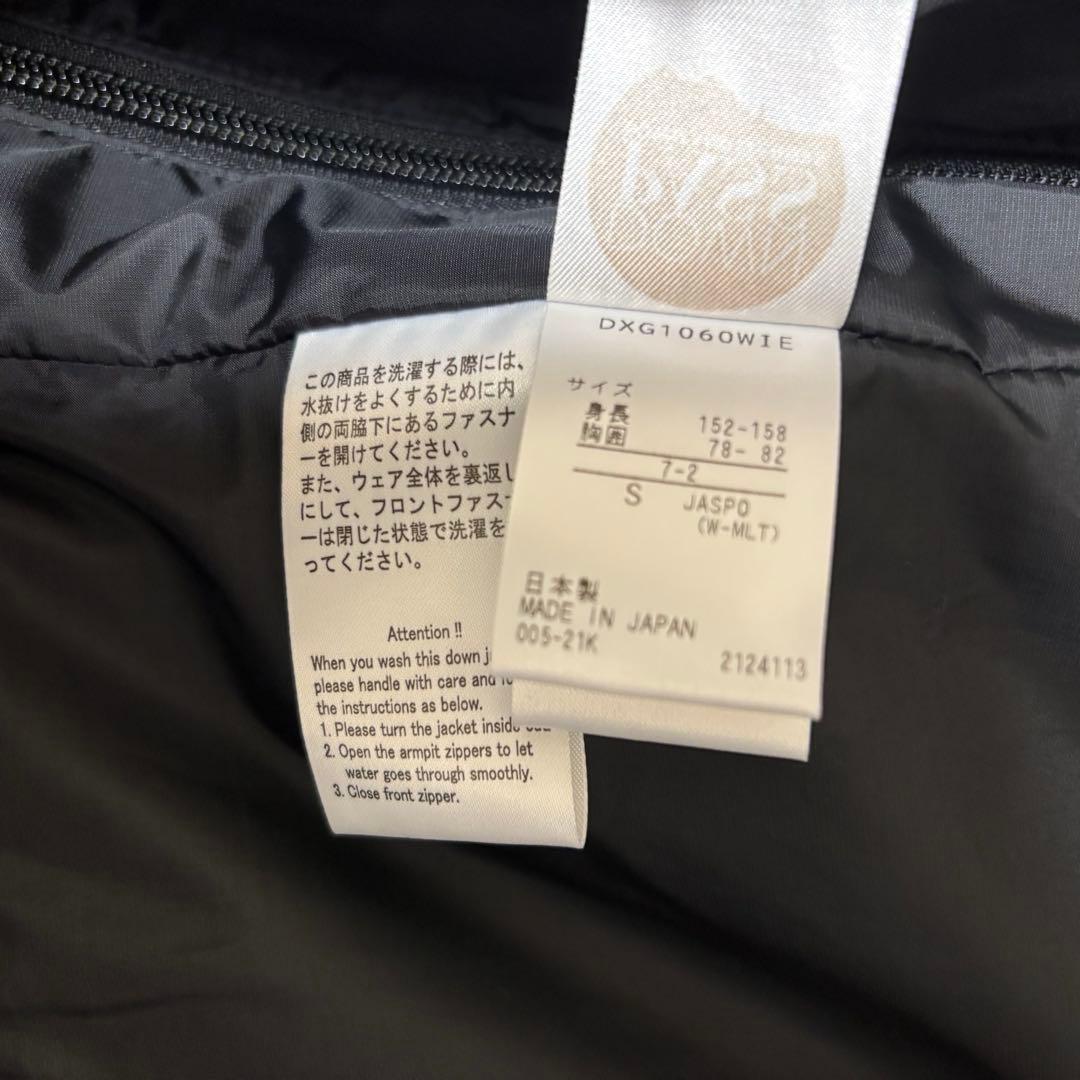 この商品を洗濯する際には、
水抜けをよくするために内
側の両脇下にあるファスナ
ーを開けてください。
また、ウェア全体を裏返し
にして、フロントファス
ーは閉じた状態で洗濯を
ってください。
Attention !!
When you wash this down
please handle with care and
the instructions as below.
1. Please turn the jacket inside
2. Open the armpit zippers to let
water goes through smoothly.
3. Close front zipper.
DXG1060WIE
サイズ
身長 152-158
胸囲 78- 82
7-2
S JASPO
(W-MLT)
日本製
MADE IN JAPAN
005-21K
2124113